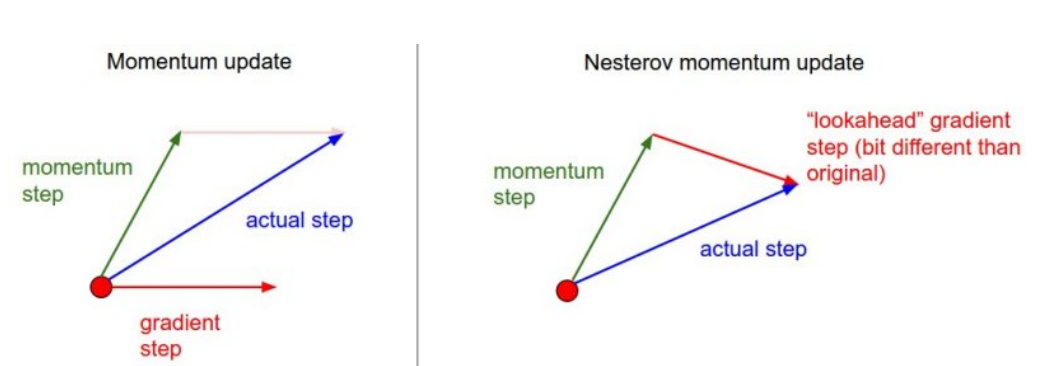 Momentum update
momentum
step
actual step
gradient
step
Nesterov momentum update
“lookahead” gradient
step (bit different than
original)
momentum
step
actual step